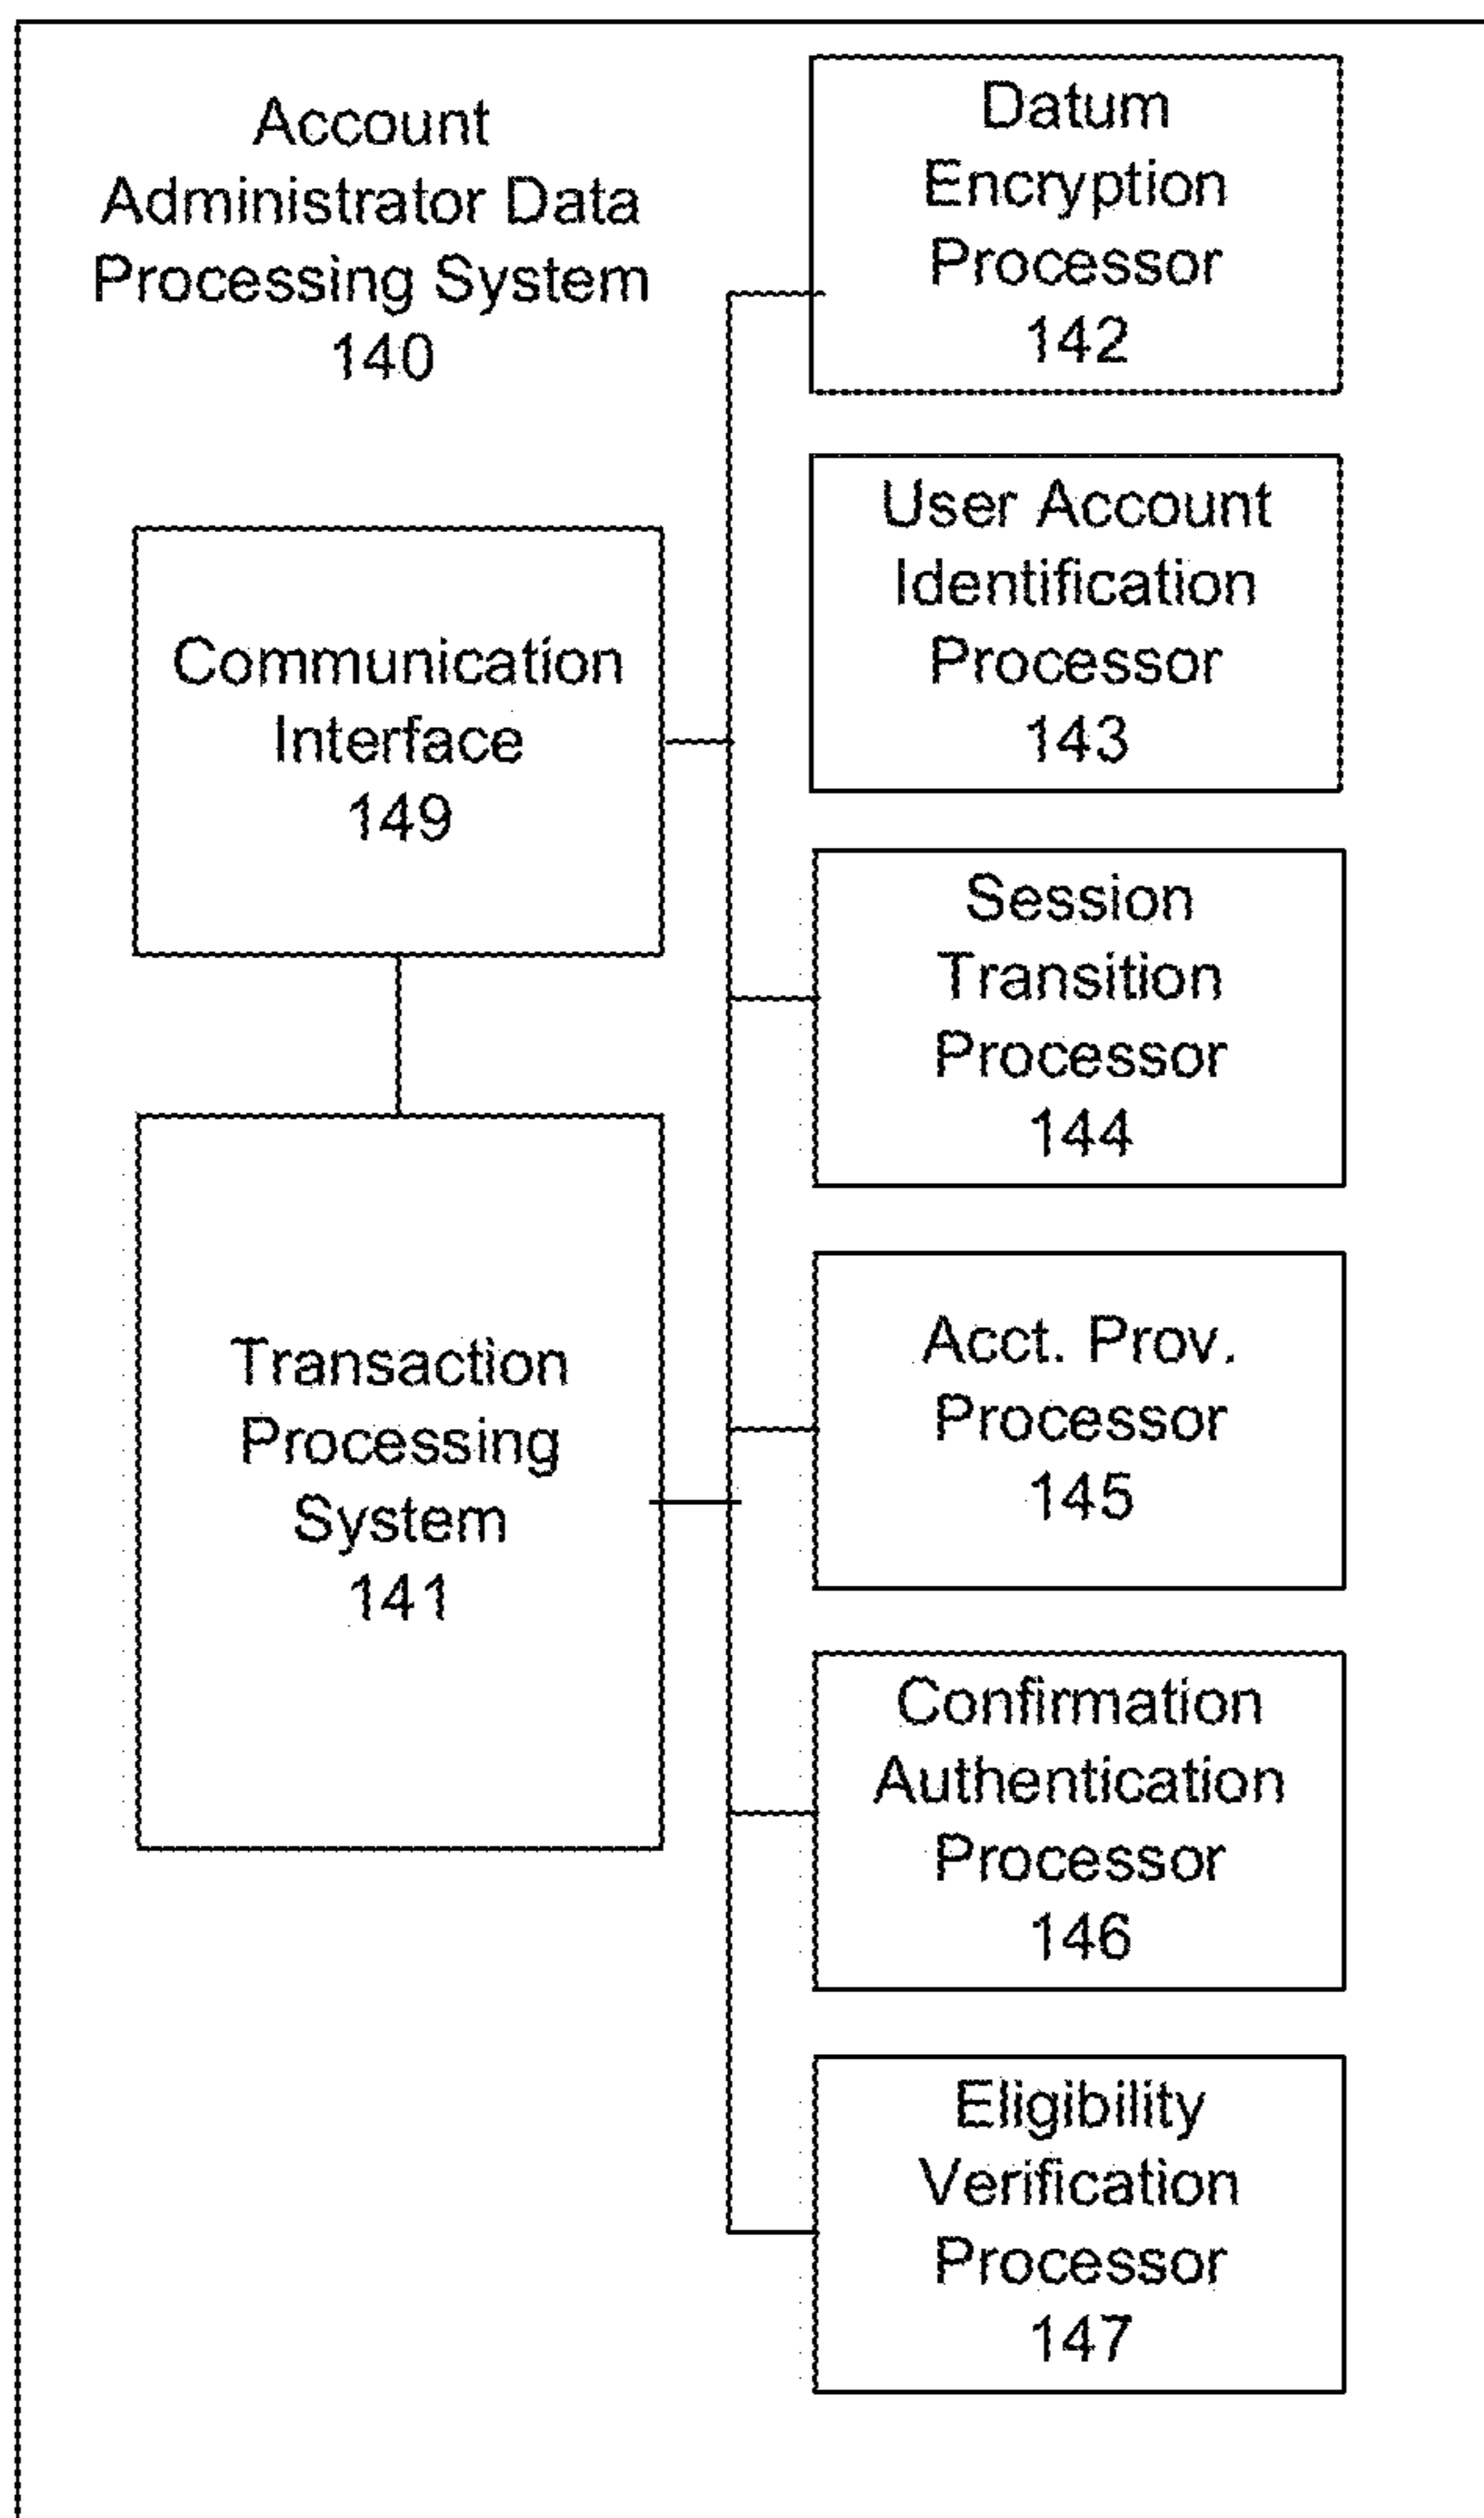 Account
Administrator Data
Processing System
140
Communication
Interface
149
Transaction
Processing
System
141
Datum
Encryption
Processor
142
User Account
Identification
Processor
143
Session
Transition
Processor
144
Acct. Prov.
Processor
145
Confirmation
Authentication
Processor
146
Eligibility
Verification
Processor
147